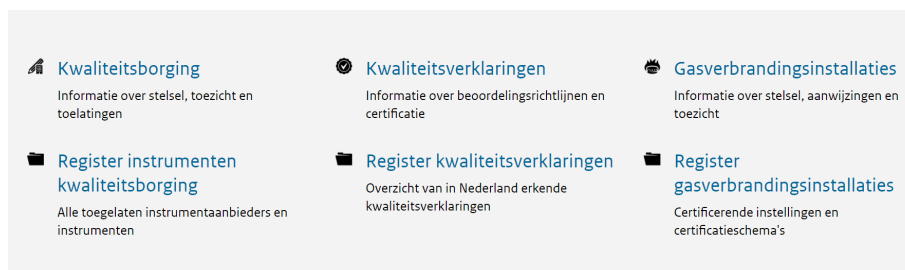 Kwaliteitsborging
Informatie over stelsel, toezicht en
toelatingen
Kwaliteitsverklaringen
Informatie over beoordelingsrichtlijnen en
certificatie
Gasverbrandingsinstallaties
Informatie over stelsel, aanwijzingen en
toezicht
Register instrumenten
kwaliteitsborging
Alle toegelaten instrumentaanbieders en
instrumenten
Register kwaliteitsverklaringen
Overzicht van in Nederland erkende
kwaliteitsverklaringen
Register
gasverbrandingsinstallaties
Certificerende instellingen en
certificatieschema's